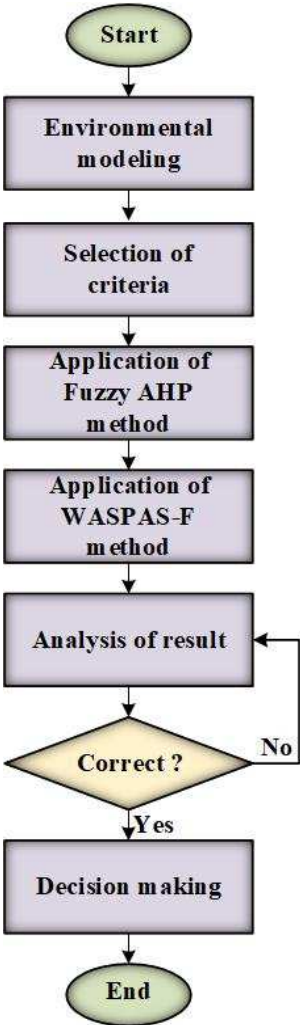 Start
Environmental
modeling
Selection of
criteria
Application of
Fuzzy AHP
method
Application of
WASPAS-F
method
Analysis of result
Correct ?
No
Yes
Decision making
End